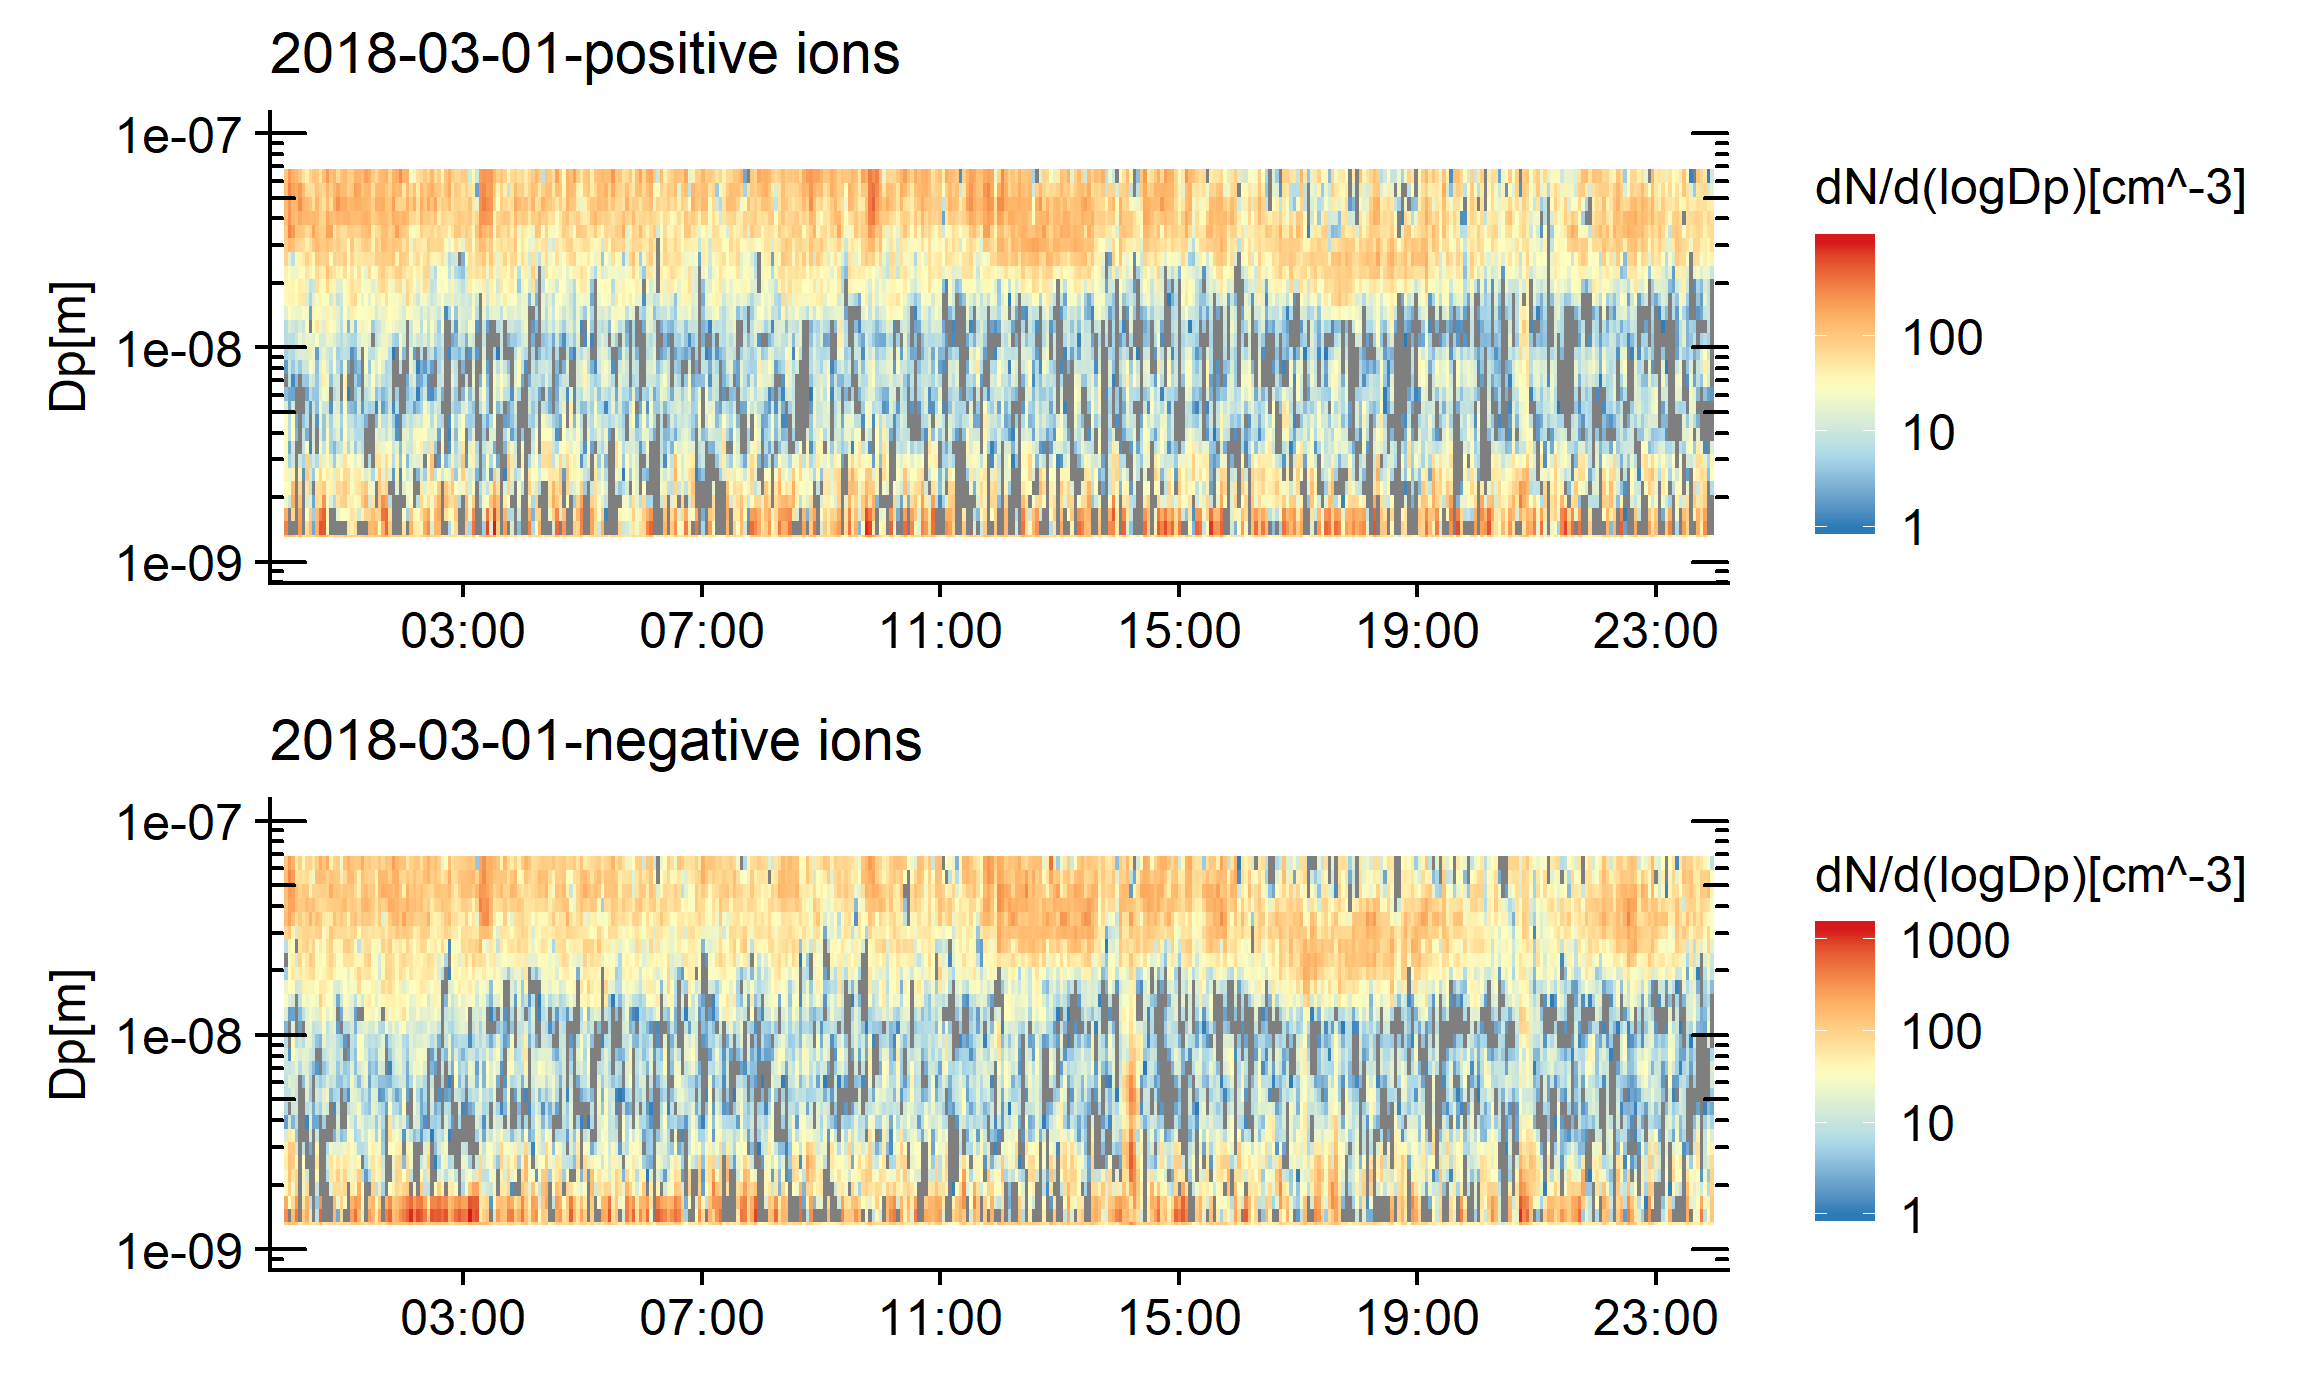 2018-03-01-positive ions
1e-07
1e-08
1e-09
Dp[m]
03:00 07:00 11:00 15:00 19:00 23:00
dN/d(logDp)[cm^-3]
100
10
1
2018-03-01-negative ions
1e-07
1e-08
1e-09
Dp[m]
03:00 07:00 11:00 15:00 19:00 23:00
dN/d(logDp)[cm^-3]
1000
100
10
1